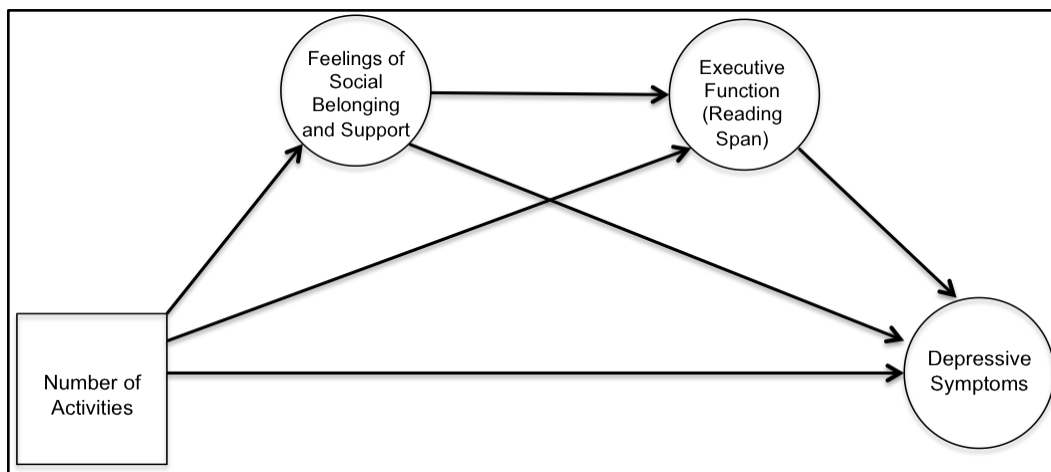 Feelings of
Social
Belonging
and Support
Executive
Function
(Reading
Span)
Number of
Activities
Depressive
Symptoms